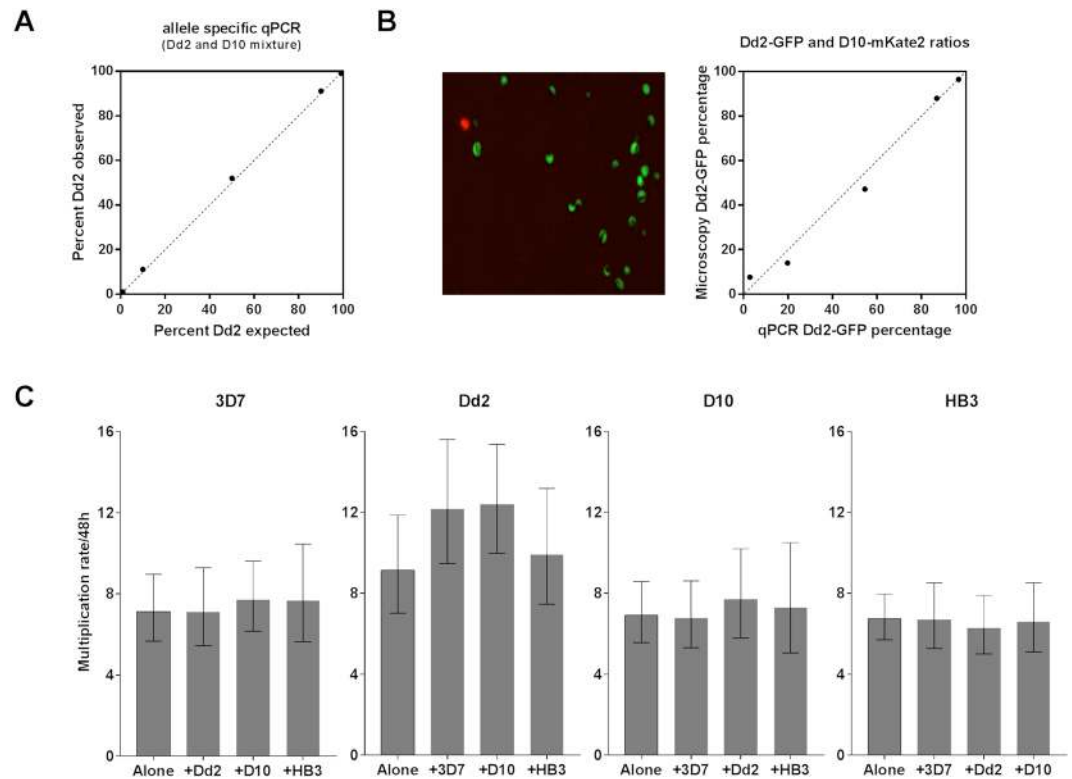 A
allele specific qPCR
(Dd2 and D10 mixture)
Percent Dd2 observed
100
80
60
40
20
0
0 20 40 60 80 100
Percent Dd2 expected
B
Dd2-GFP and D10-mKate2 ratios
Microscopy Dd2-GFP percentage
100
80
60
40
20
0
0 20 40 60 80 100
qPCR Dd2-GFP percentage
C
Multiplication rate/48h
3D7
16
12
8
4
0
Alone +Dd2 +D10 +HB3
Dd2
16
12
8
4
0
Alone +3D7 +D10 +HB3
D10
16
12
8
4
0
Alone +3D7 +Dd2 +HB3
HB3
16
12
8
4
0
Alone +3D7 +Dd2 +D10